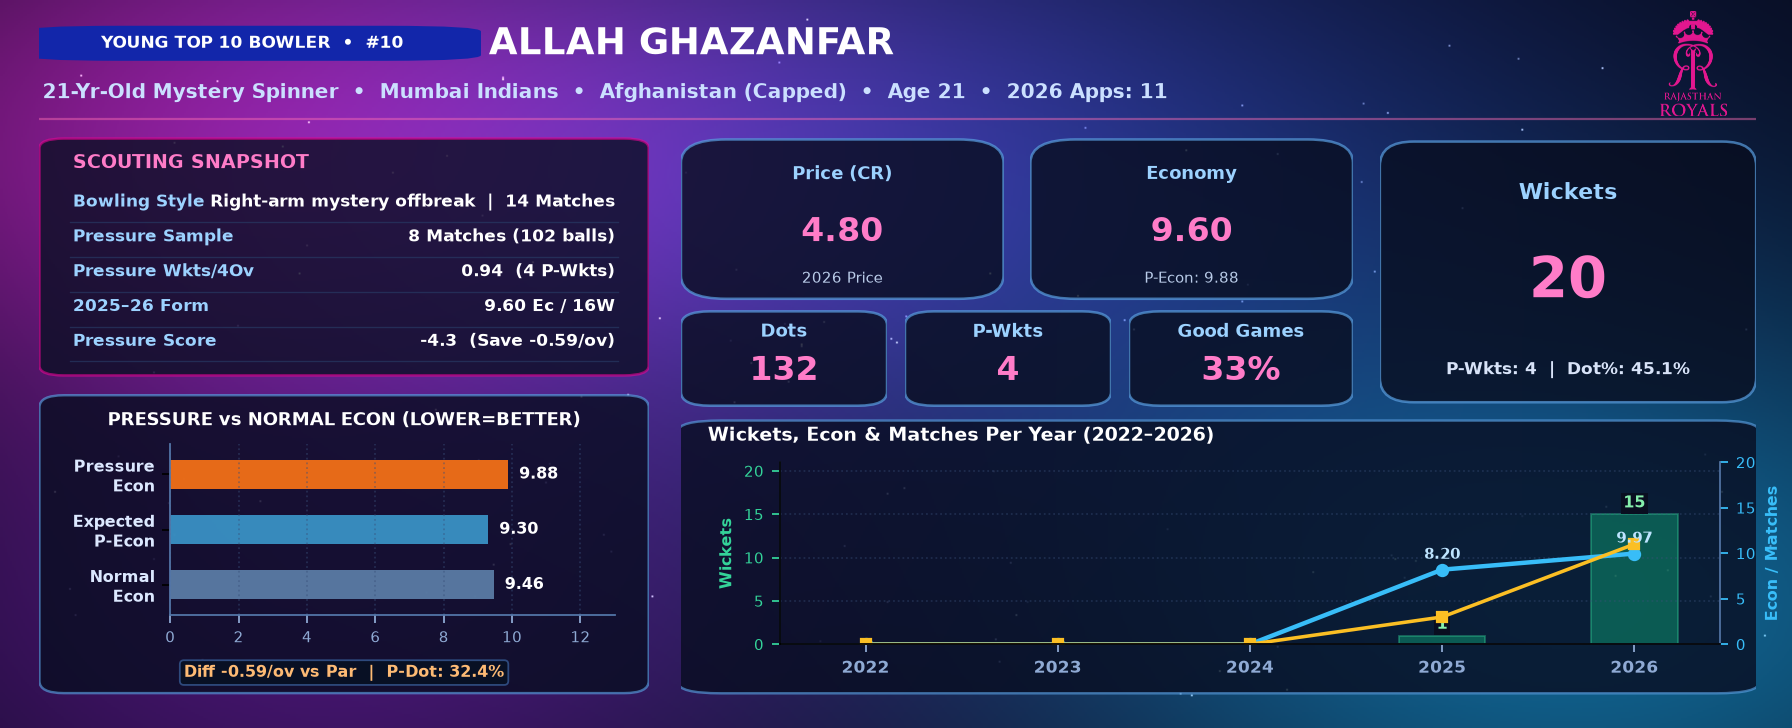 YOUNG TOP 10 BOWLER • #10
ALLAH GHAZANFAR
21-Yr-Old Mystery Spinner • Mumbai Indians • Afghanistan (Capped) • Age 21 • 2026 Apps: 11
RAJASTHAN
ROYALS
SCOUTING SNAPSHOT
Bowling Style Right-arm mystery offbreak | 14 Matches
Pressure Sample 8 Matches (102 balls)
Pressure Wkts/4Ov 0.94 (4 P-Wkts)
2025–26 Form 9.60 Ec / 16W
Pressure Score -4.3 (Save -0.59/ov)
Price (CR)
4.80
2026 Price
Economy
9.60
P-Econ: 9.88
Wickets
20
P-Wkts: 4 | Dot%: 45.1%
Dots
132
P-Wkts
4
Good Games
33%
PRESSURE vs NORMAL ECON (LOWER=BETTER)
Pressure
Econ
9.88
Expected
P-Econ
9.30
Normal
Econ
9.46
0 2 4 6 8 10 12
Diff -0.59/ov vs Par | P-Dot: 32.4%
Wickets, Econ & Matches Per Year (2022–2026)
Wickets
20
15
10
5
0
8.20
1
15
9.97
20
15
10
5
0
Econ / Matches
2022 2023 2024 2025 2026